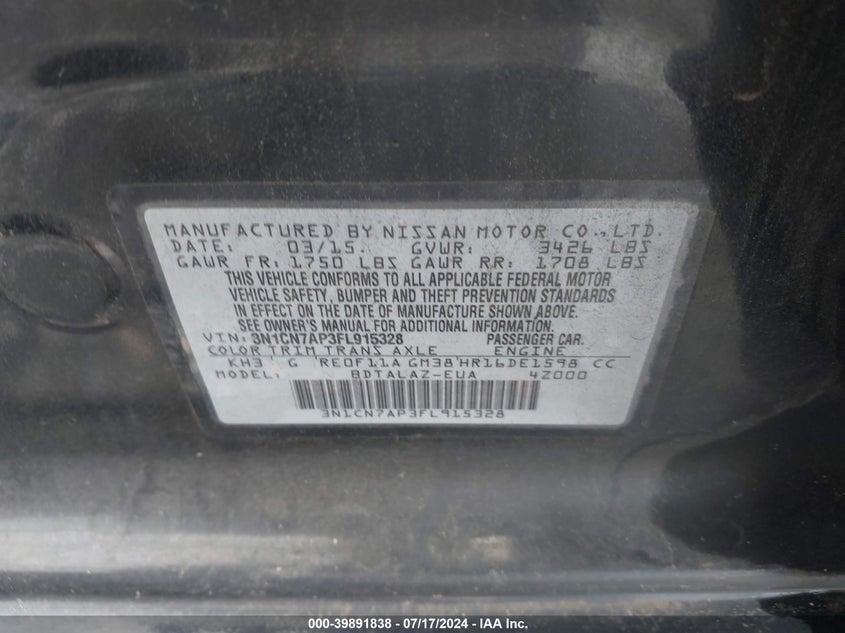 MANUFACTURED BY NISSAN MOTOR CO., LTD.
DATE: 03/15. GVWR: 3426 LBS
GAWR FR: 1750 LBS GAWR RR: 1708 LBS
THIS VEHICLE CONFORMS TO ALL APPLICABLE FEDERAL MOTOR
VEHICLE SAFETY, BUMPER AND THEFT PREVENTION STANDARDS
IN EFFECT ON THE DATE OF MANUFACTURE SHOWN ABOVE.
SEE OWNER'S MANUAL FOR ADDITIONAL INFORMATION.
VIN: 3N1CN7AP3FL915328 PASSENGER CAR.
COLOR TRIM TRANS AXLE ENGINE
KH3 G RE0F11A GM38 HR16DE1598 CC
MODEL: BDTALAZ-EUA 4Z000
3N1CN7AP3FL915328
000-39891838 / 07/17/2024 - IAA Inc.